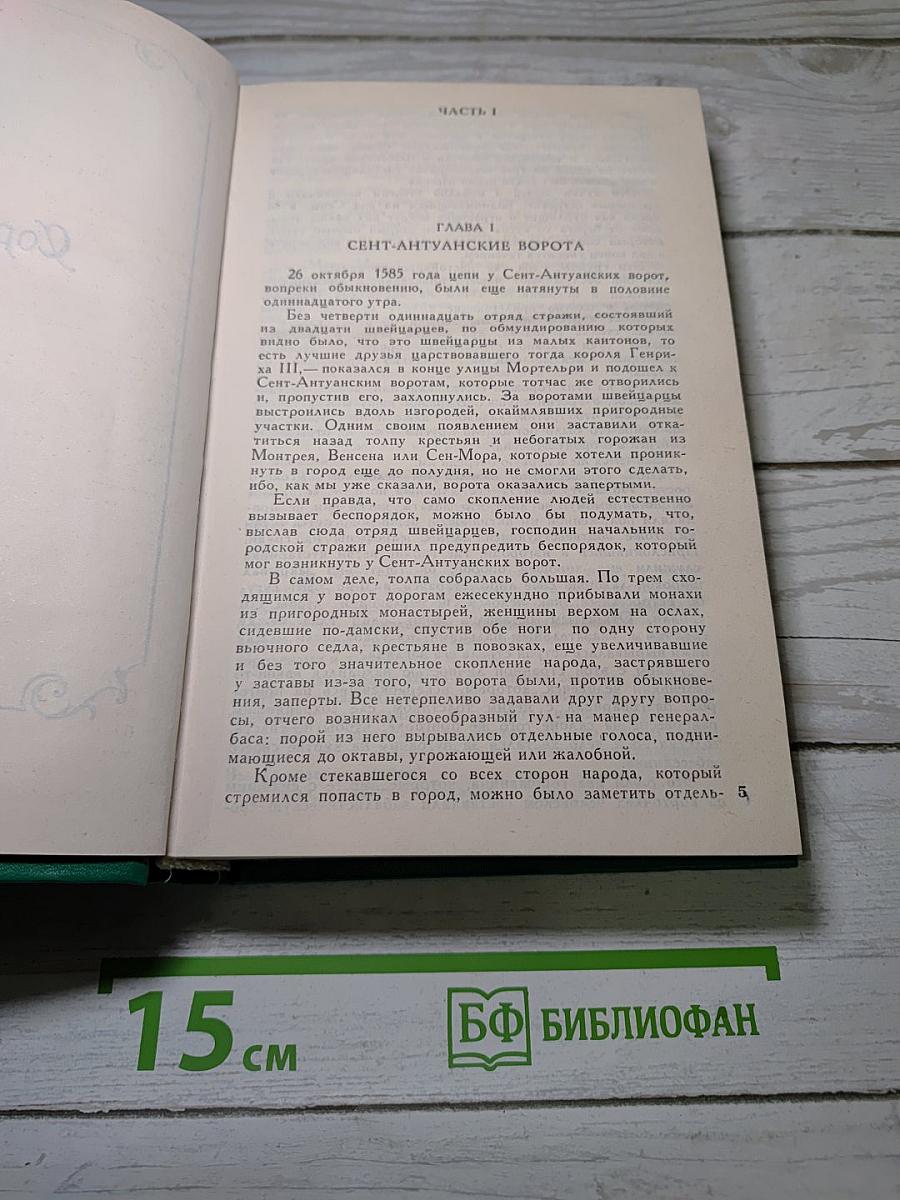 ЧАСТЬ I
ГЛАВА I
СЕНТ-АНТУАНСКИЕ ВОРОТА
26 октября 1585 года цепи у Сент-Антуанских ворот,
вопреки обыкновению, были еще натянуты в половине
одиннадцатого утра.
Без четверти одиннадцать отряд стражи, состоявший
из двадцати швейцарцев, по обмундированию которых
видно было, что это швейцарцы из малых кантонов, то
есть лучшие друзья царствовавшего тогда короля Генри-
ха III,— показался в конце улицы Мортельри и подошел к
Сент-Антуанским воротам, которые тотчас же отворились
и, пропустив его, захлопнулись. За воротами швейцарцы
выстроились вдоль изгородей, окаймлявших пригородные
участки. Одним своим появлением они заставили отка-
титься назад толпу крестьян и небогатых горожан из
Монтрея, Венсена или Сен-Мора, которые хотели проник-
нуть в город еще до полудня, но не смогли этого сделать,
ибо, как мы уже сказали, ворота оказались запертыми.
Если правда, что само скопление людей естественно
вызывает беспорядок, можно было бы подумать, что,
выслав сюда отряд швейцарцев, господин начальник го-
родской стражи решил предупредить беспорядок, который
мог возникнуть у Сент-Антуанских ворот.
В самом деле, толпа собралась большая. По трем схо-
дящимся у ворот дорогам ежесекундно прибывали монахи
из пригородных монастырей, женщины верхом на ослах,
сидевшие по-дамски, спустив обе ноги по одну сторону
вьючного седла, крестьяне в повозках, еще увеличивавшие
и без того значительное скопление народа, застрявшего
у заставы из-за того, что ворота были, против обыкнове-
ния, заперты. Все нетерпеливо задавали друг другу вопро-
сы, отчего возникал своеобразный гул на манер генерал-
баса: порой из него вырывались отдельные голоса, подни-
мающиеся до октавы, угрожающей или жалобной.
Кроме стекавшегося со всех сторон народа, который
стремился попасть в город, можно было заметить отдель-
5
15 см
БФ БИБЛИОФАН